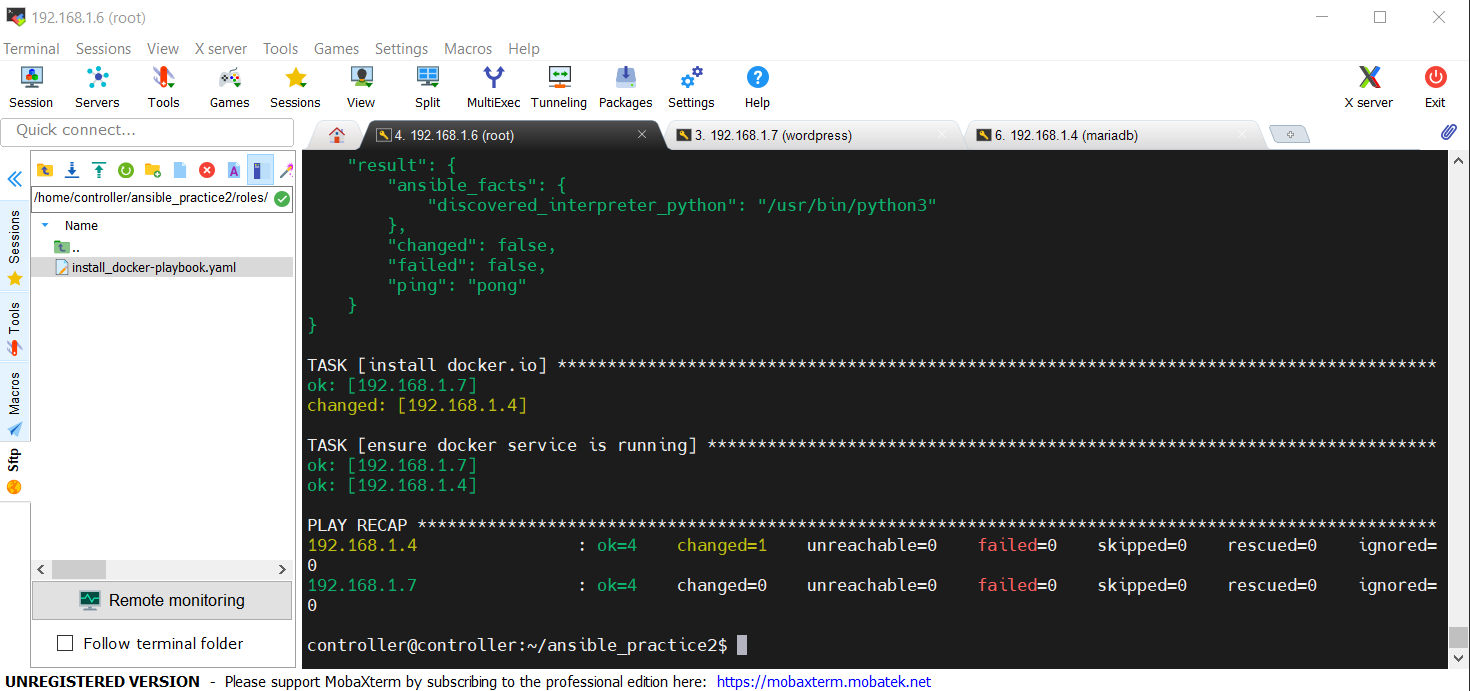 192.168.1.6 (root)
Terminal Sessions View X server Tools Games Settings Macros Help
Session Servers Tools Games Sessions View Split MultiExec Tunneling Packages Settings Help X server Exit
Quick connect...
4. 192.168.1.6 (root)
3. 192.168.1.7 (wordpress)
6. 192.168.1.4 (mariadb)
/home/controller/ansible_practice2/roles/
Name
..
install_docker-playbook.yaml
Sessions
Tools
Macros
Sftp
Remote monitoring
Follow terminal folder
"result": {
"ansible_facts": {
"discovered_interpreter_python": "/usr/bin/python3"
},
"changed": false,
"failed": false,
"ping": "pong"
}
}
TASK [install docker.io] ****************************************************************************************
ok: [192.168.1.7]
changed: [192.168.1.4]
TASK [ensure docker service is running] *************************************************************************
ok: [192.168.1.7]
ok: [192.168.1.4]
PLAY RECAP ******************************************************************************************************
192.168.1.4 : ok=4 changed=1 unreachable=0 failed=0 skipped=0 rescued=0 ignored=
0
192.168.1.7 : ok=4 changed=0 unreachable=0 failed=0 skipped=0 rescued=0 ignored=
0
controller@controller:~/ansible_practice2$
UNREGISTERED VERSION - Please support MobaXterm by subscribing to the professional edition here: https://mobaxterm.mobatek.net